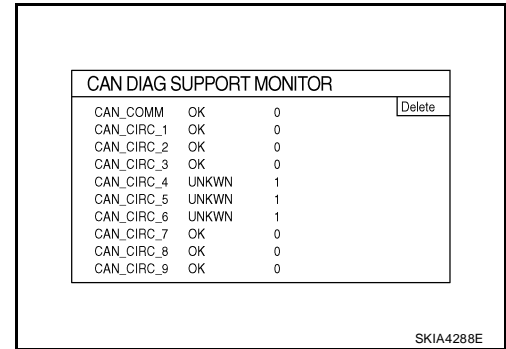 CAN DIAG SUPPORT MONITOR
Delete
CAN_COMM OK 0
CAN_CIRC_1 OK 0
CAN_CIRC_2 OK 0
CAN_CIRC_3 OK 0
CAN_CIRC_4 UNKWN 1
CAN_CIRC_5 UNKWN 1
CAN_CIRC_6 UNKWN 1
CAN_CIRC_7 OK 0
CAN_CIRC_8 OK 0
CAN_CIRC_9 OK 0
SKIA4288E